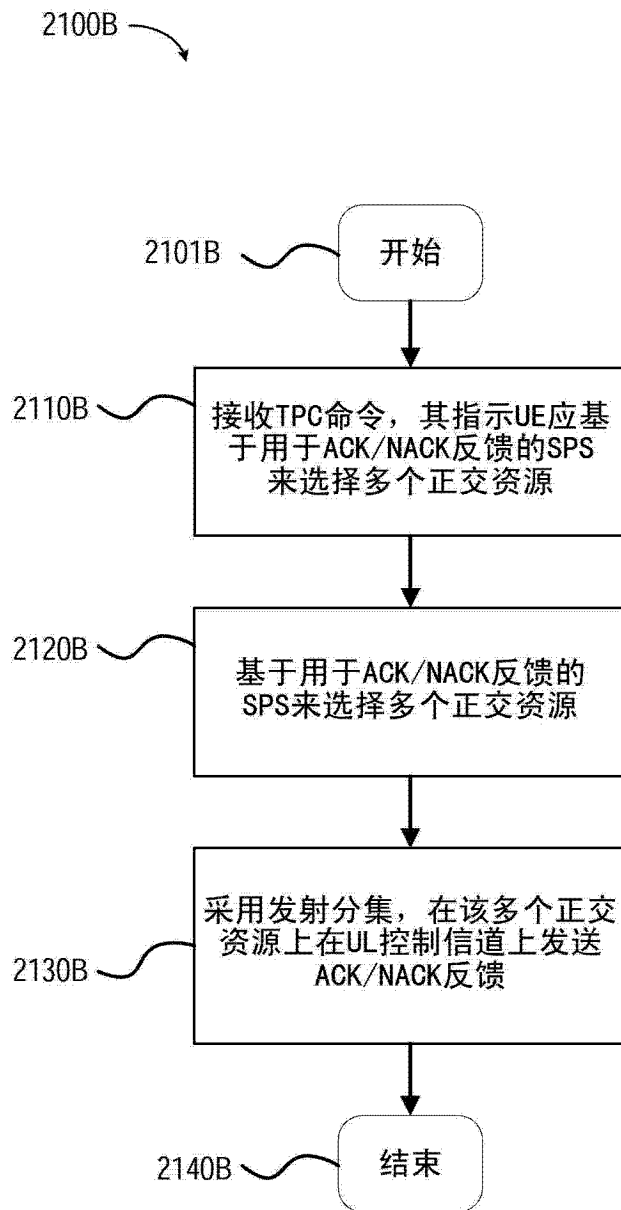 2100B
2101B
开始
2110B
接收TPC命令，其指示UE应基
于用于ACK/NACK反馈的SPS
来选择多个正交资源
2120B
基于用于ACK/NACK反馈的
SPS来选择多个正交资源
2130B
采用发射分集，在该多个正交
资源上在UL控制信道上发送
ACK/NACK反馈
2140B
结束